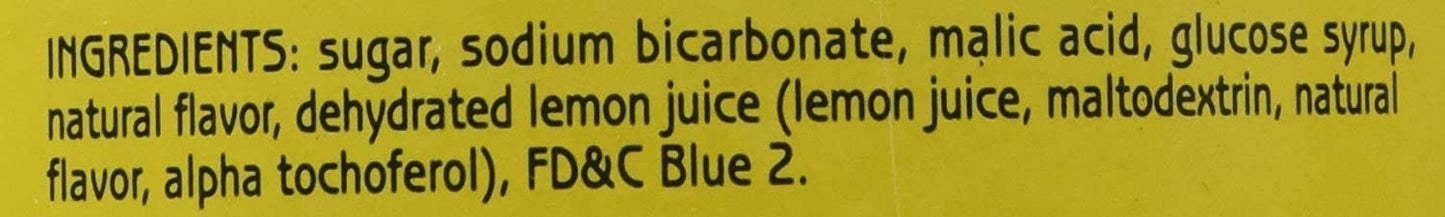 INGREDIENTS: sugar, sodium bicarbonate, malic acid, glucose syrup,
natural flavor, dehydrated lemon juice (lemon juice, maltodextrin, natural
flavor, alpha tochoferol), FD&C Blue 2.